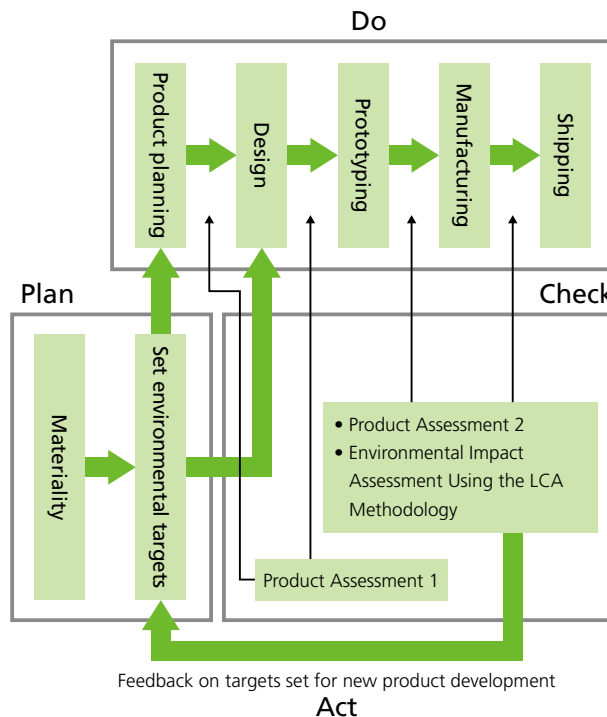 Do
Product planning
Design
Prototyping
Manufacturing
Shipping
Plan
Check
Materiality
Set environmental targets
• Product Assessment 2
• Environmental Impact
Assessment Using the LCA
Methodology
Product Assessment 1
Feedback on targets set for new product development
Act